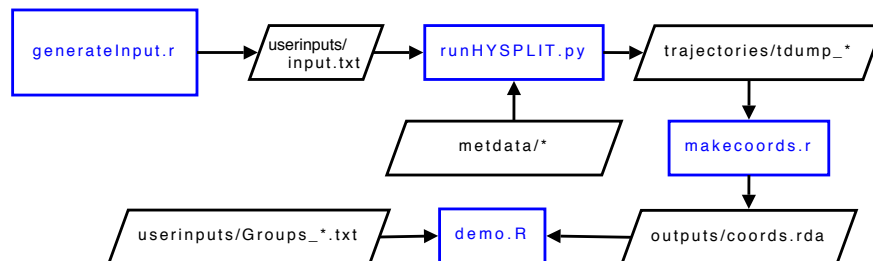 generateInput.r
userinputs/
input.txt
runHYSPLIT.py
trajectories/tdump_*
metdata/*
makecoords.r
userinputs/Groups_*.txt
demo.R
outputs/coords.rda